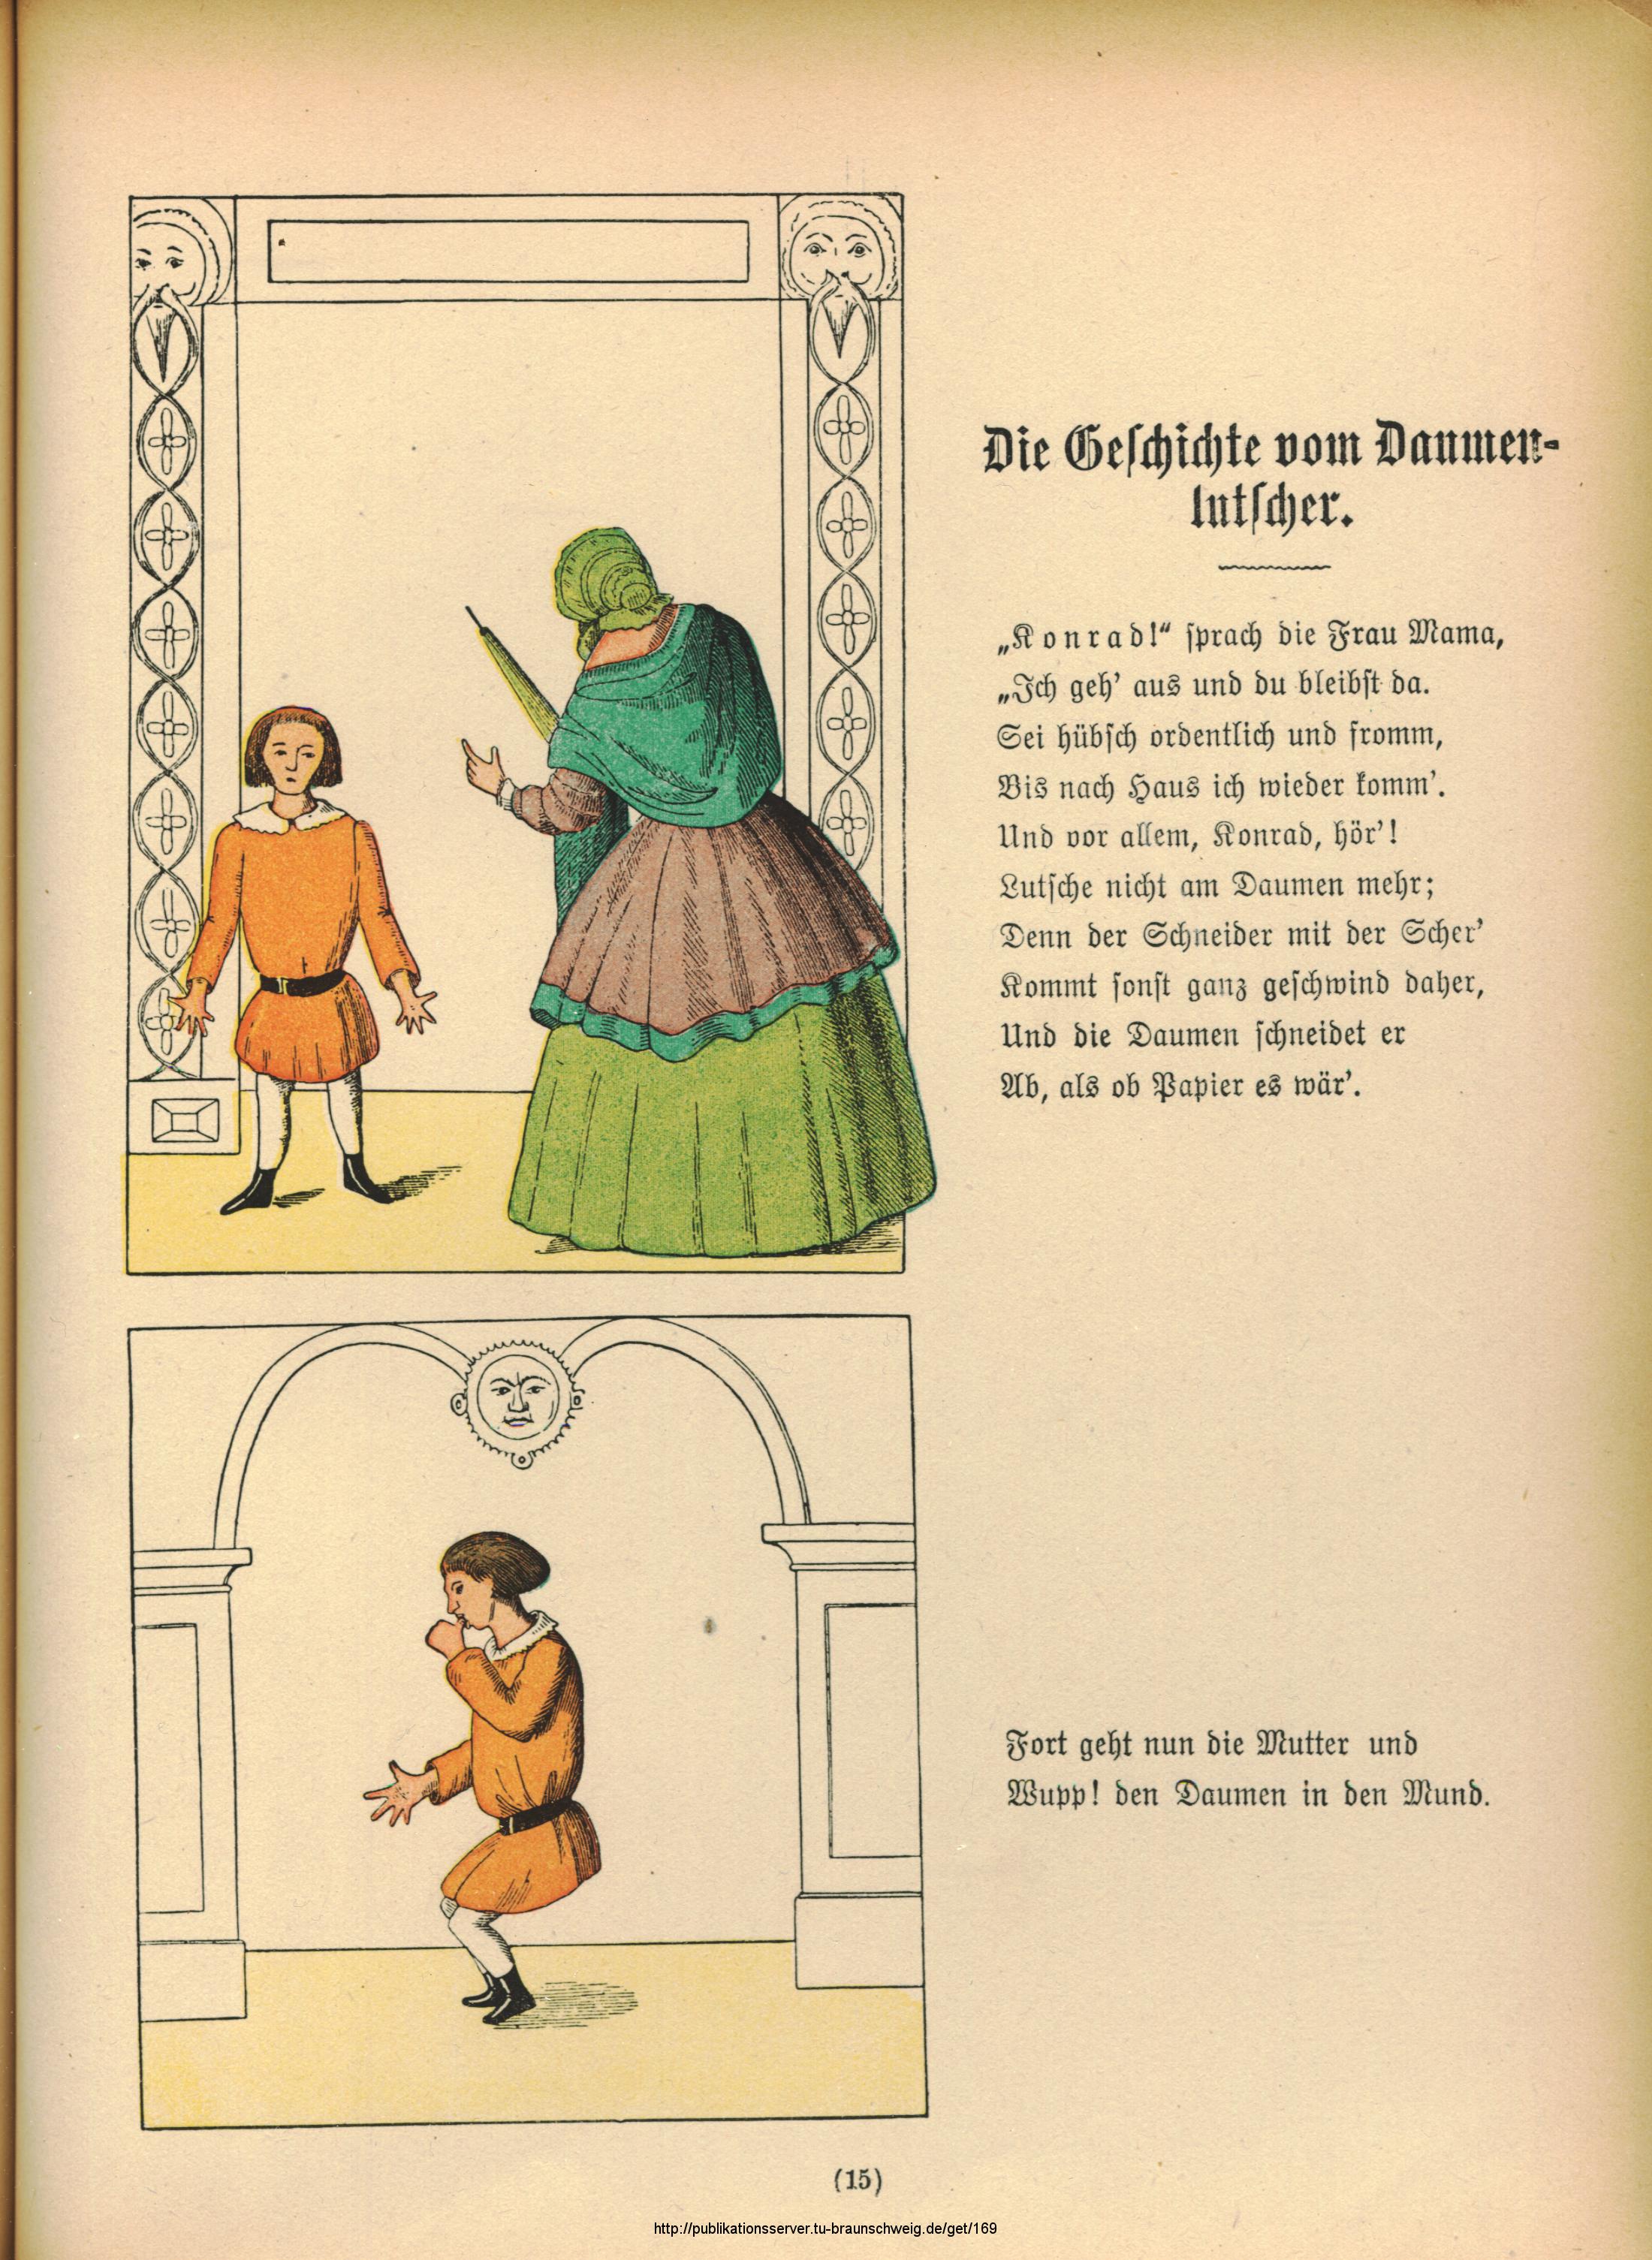 Die Geschichte vom Daumen-
lutscher.
„Konrad!“ sprach die Frau Mama,
„Ich geh’ aus und du bleibst da.
Sei hübsch ordentlich und fromm,
Bis nach Haus ich wieder komm’.
Und vor allem, Konrad, hör’!
Lutsche nicht am Daumen mehr;
Denn der Schneider mit der Scher’
Kommt sonst ganz geschwind daher,
Und die Daumen schneidet er
Ab, als ob Papier es wär’.
Fort geht nun die Mutter und
Wupp! den Daumen in den Mund.
(15)
http://publikationsserver.tu-braunschweig.de/get/169